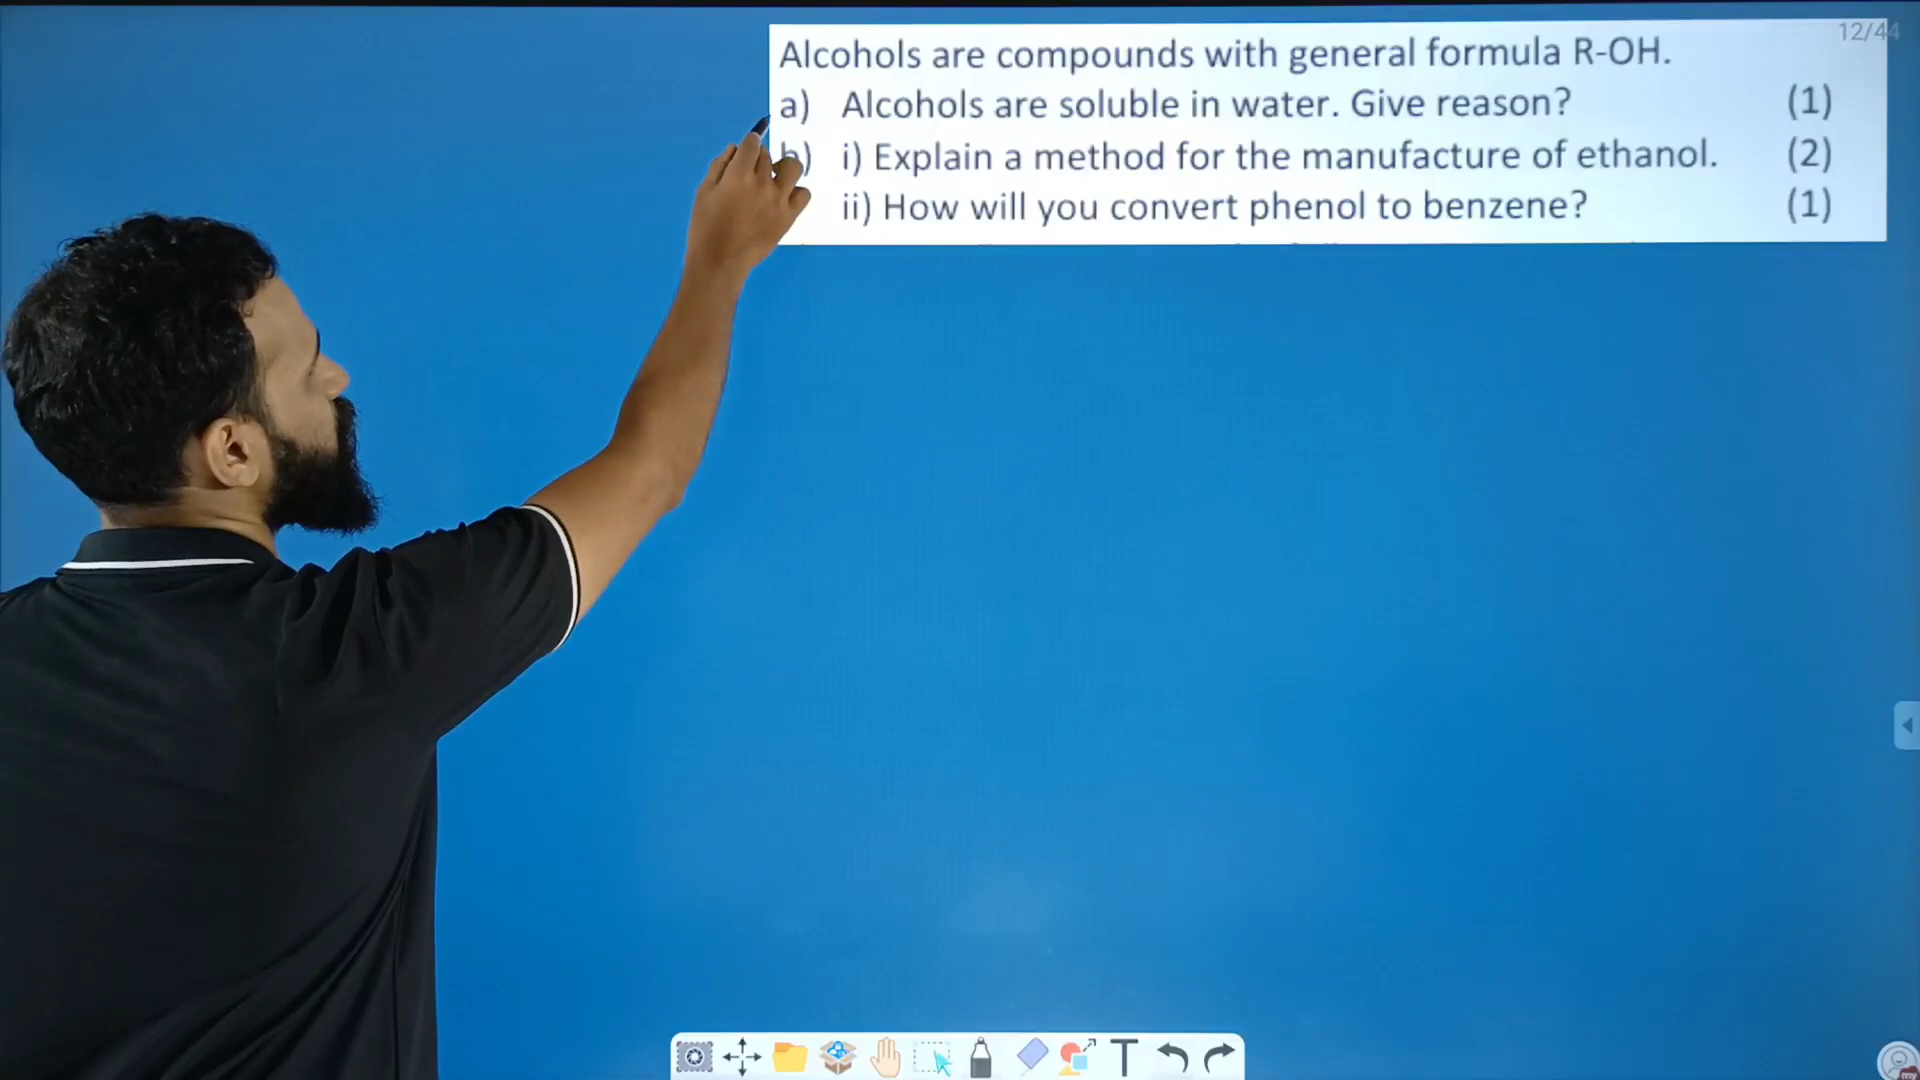 12/44
Alcohols are compounds with general formula R-OH.
a) Alcohols are soluble in water. Give reason? (1)
b) i) Explain a method for the manufacture of ethanol. (2)
ii) How will you convert phenol to benzene? (1)
T
my